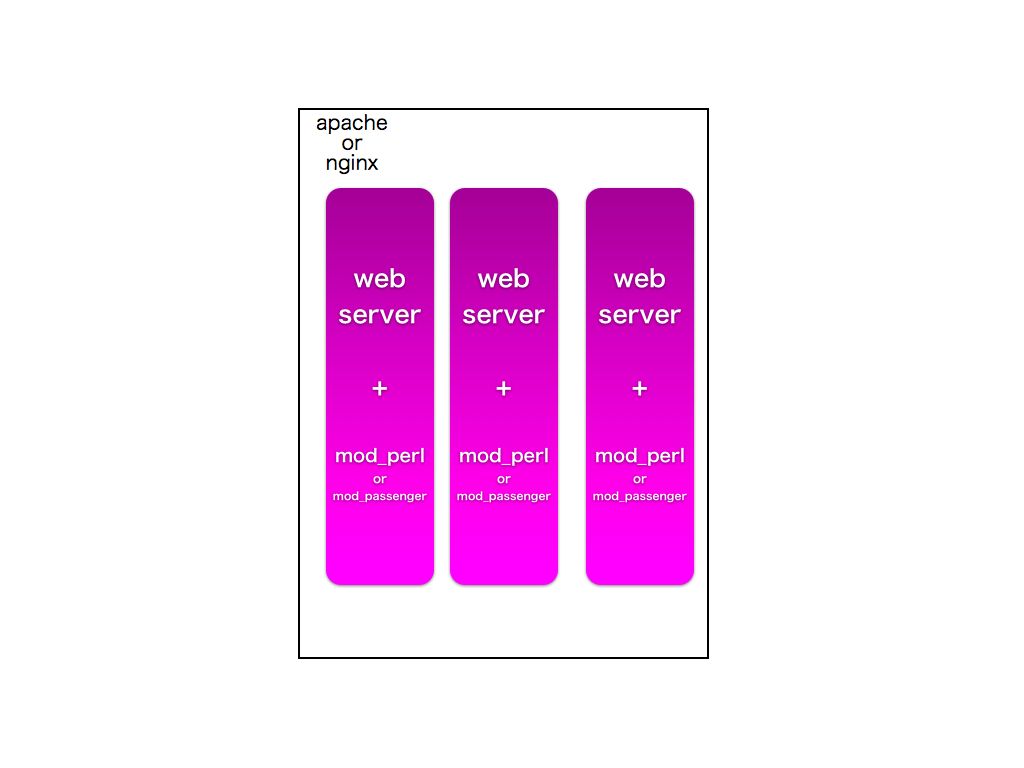 apache
or
nginx
web
server
+
mod_perl
or
mod_passenger
web
server
+
mod_perl
or
mod_passenger
web
server
+
mod_perl
or
mod_passenger